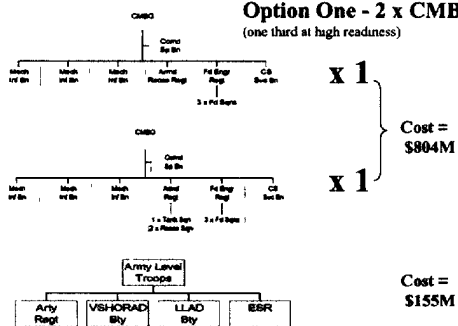 Option One - 2 x CMB
(one third at high readiness)
CMBG
Comd
Sp Bn
Mech Inf Bn
Mech Inf Bn
Mech Inf Bn
Armd Recce Regt
Fd Engr Regt
CS Svc Bn
3 x Fd Sqns
x 1
CMBG
Comd
Sp Bn
Mech Inf Bn
Mech Inf Bn
Mech Inf Bn
Armd Regt
Fd Engr Regt
CS Svc Bn
1 x Tank Sqn
2 x Recce Sqn
3 x Fd Sqns
x 1
Cost =
$804M
Army Level
Troops
Arty Regt
VSHORAD Bty
LLAD Bty
ESR
Cost =
$155M